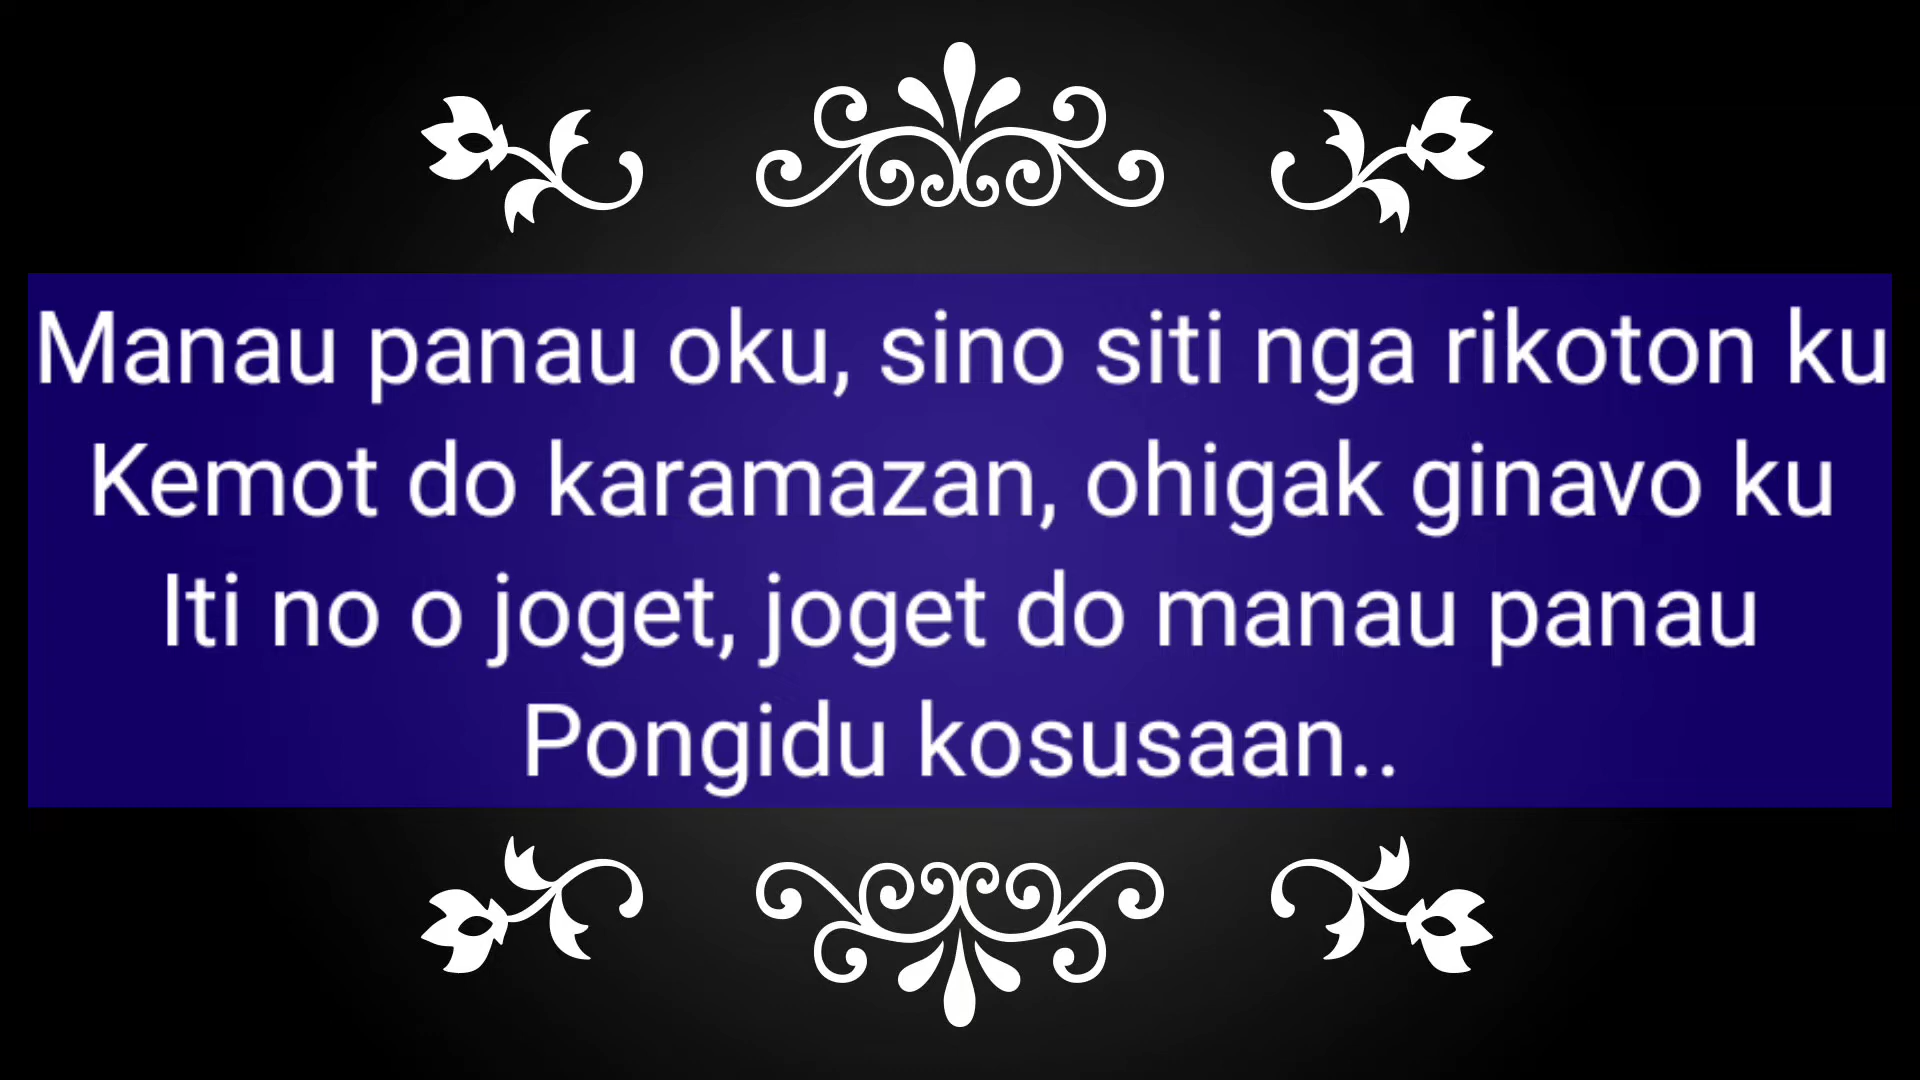 Manau panau oku, sino siti nga rikoton ku
Kemot do karamazan, ohigak ginavo ku
Iti no o joget, joget do manau panau
Pongidu kosusaan..